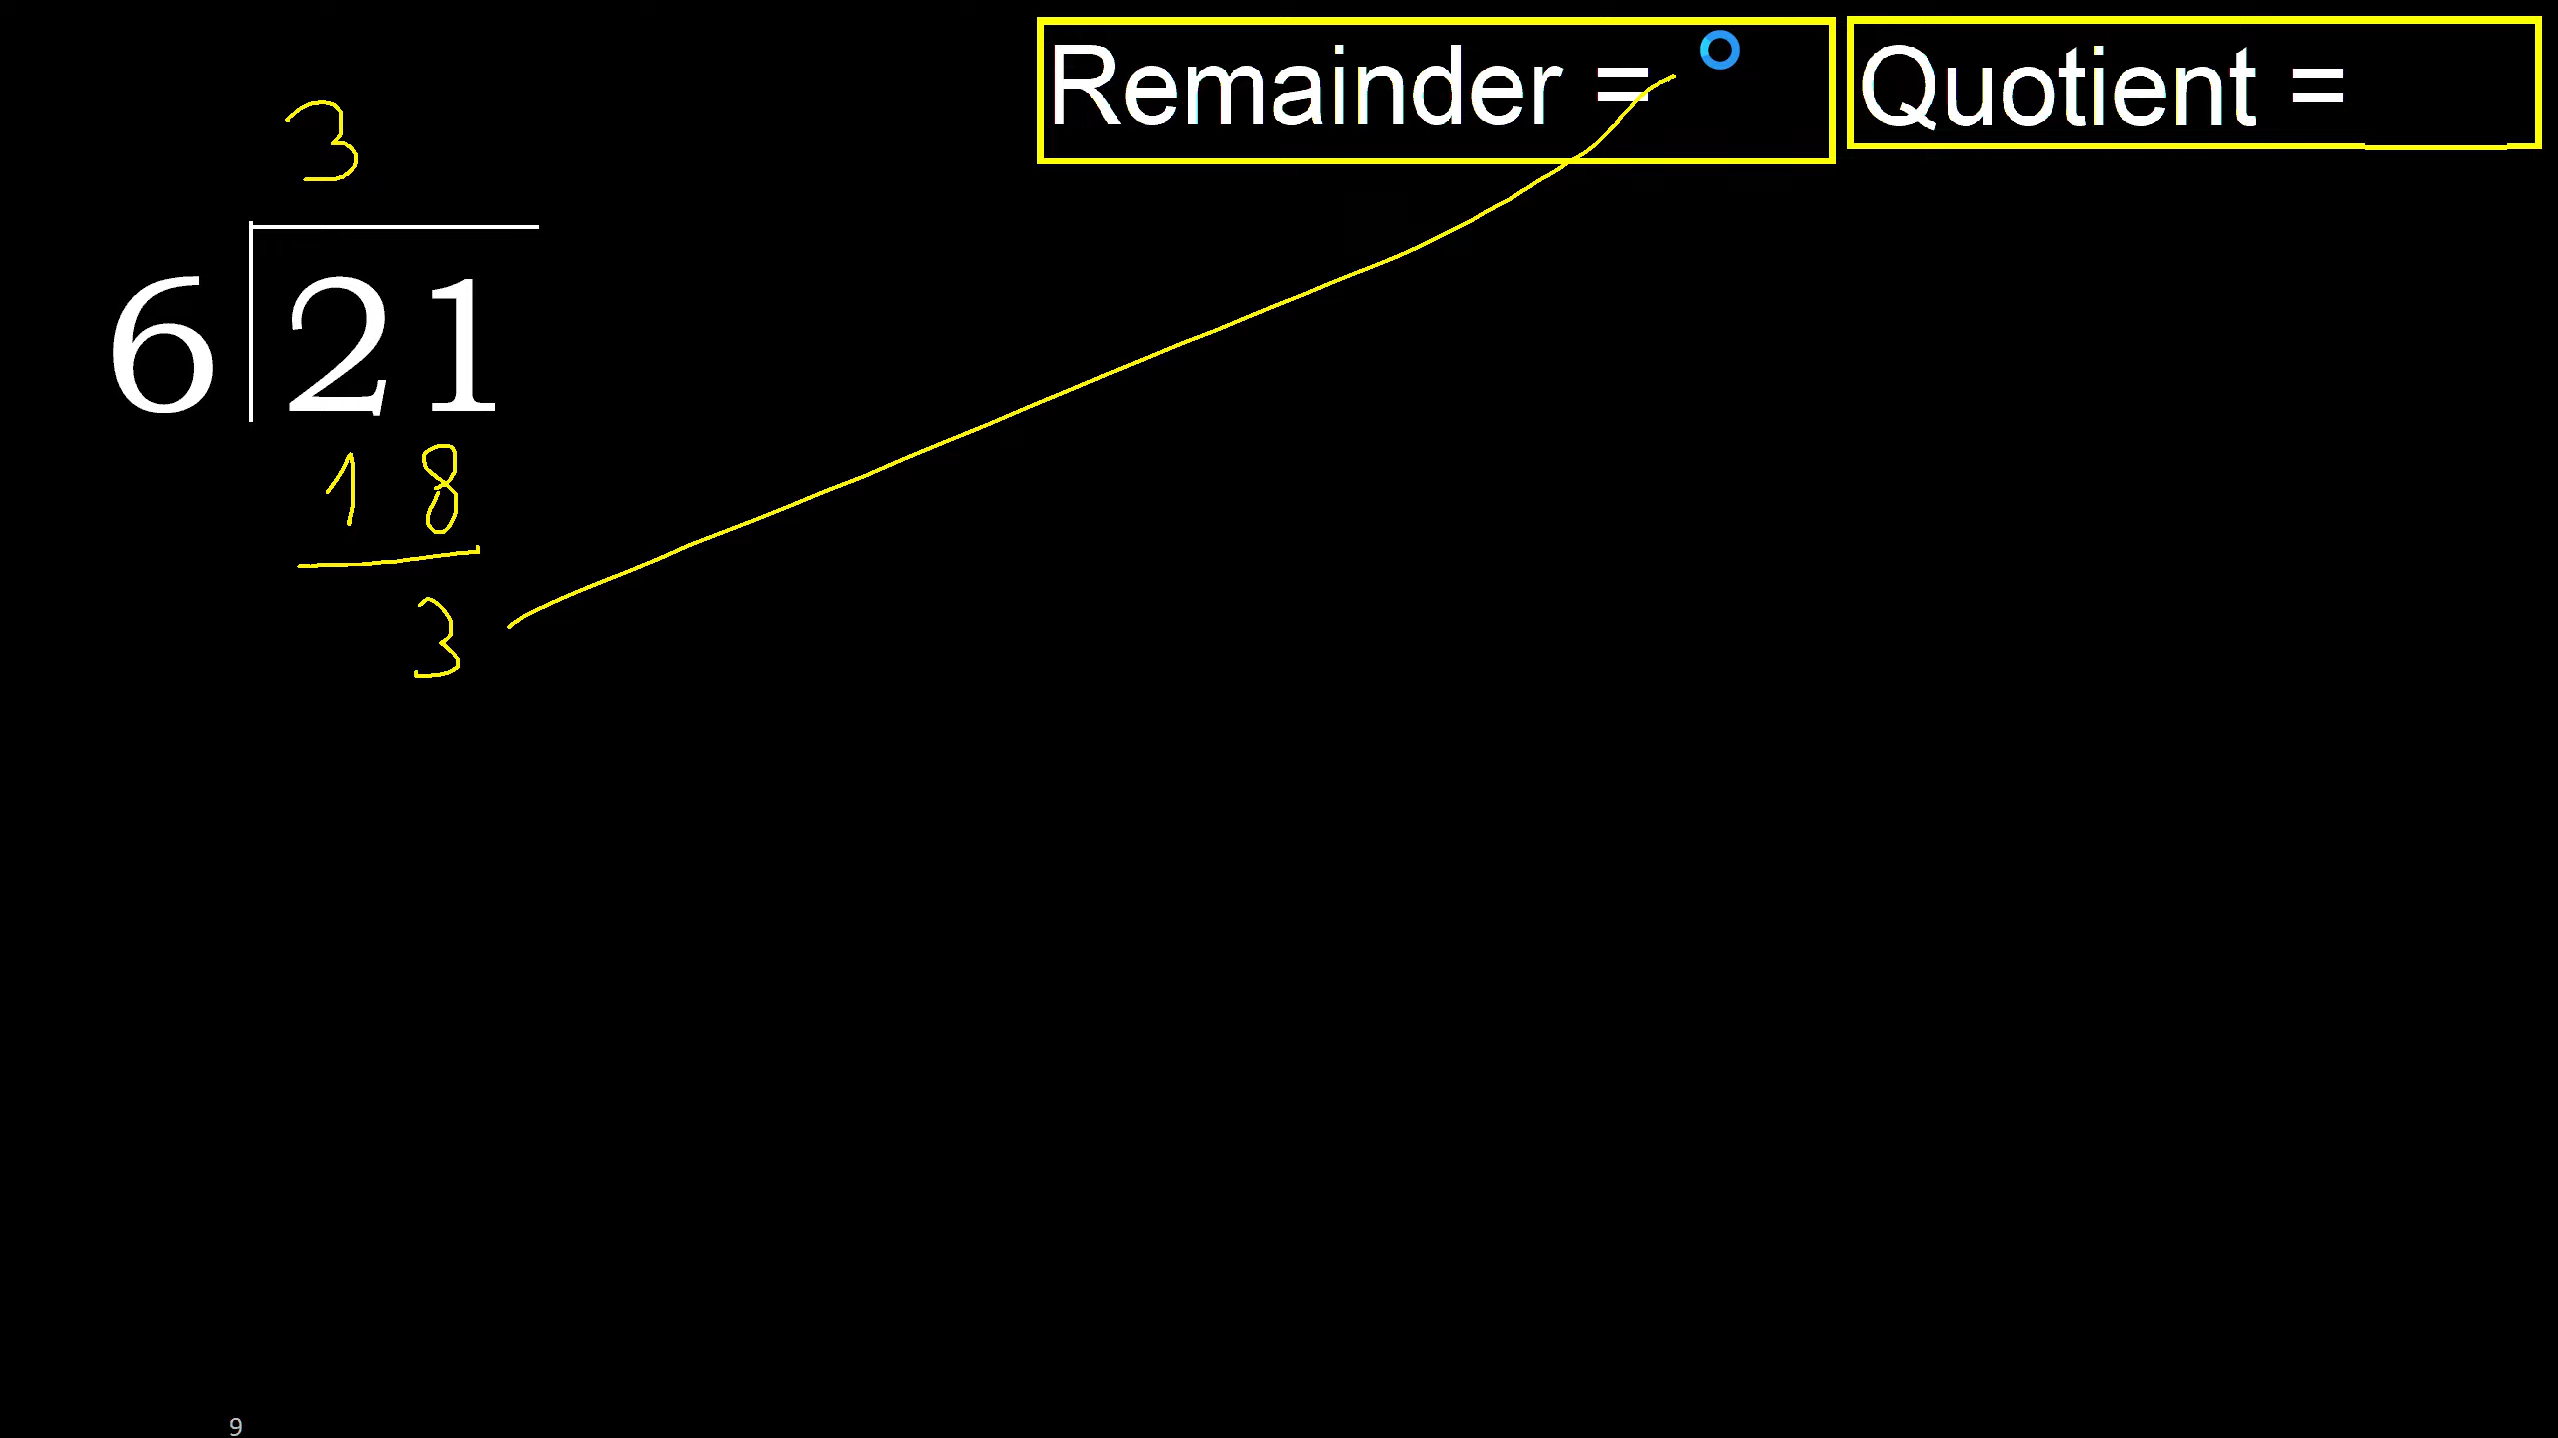 Remainder =
Quotient =
3
6 21
18
3
9